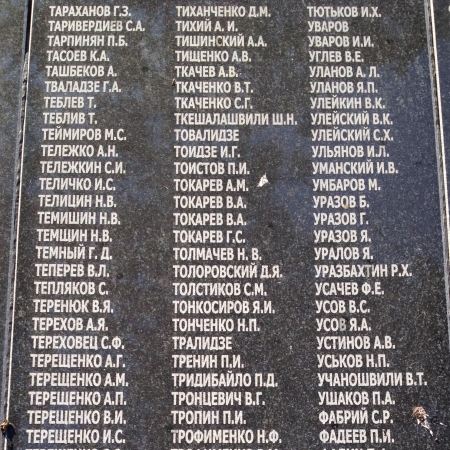 ТАРАХАНОВ Г.З.
ТАРИВЕРДИЕВ С.А.
ТАРПИНЯН П.Б.
ТАСОЕВ К.А.
ТАШБЕКОВ А.
ТВАЛАДЗЕ Г.А.
ТЕБЛЕВ Т.
ТЕБЛИВ Т.
ТЕЙМИРОВ М.С.
ТЕЛЕЖКО А.Н.
ТЕЛЕЖКИН С.И.
ТЕЛИЧКО И.С.
ТЕЛИЦИН Н.В.
ТЕМИШИН Н.В.
ТЕМЩИН Н.В.
ТЕМНЫЙ Г. Д.
ТЕПЕРЕВ В.Л.
ТЕПЛЯКОВ С.
ТЕРЕНЮК В.Я.
ТЕРЕХОВ А.Я.
ТЕРЕХОВЕЦ С.Ф.
ТЕРЕЩЕНКО А.Г.
ТЕРЕЩЕНКО А.М.
ТЕРЕЩЕНКО А.П.
ТЕРЕЩЕНКО В.И.
ТЕРЕЩЕНКО И.С.
ТИХАНЧЕНКО Д.М.
ТИХИЙ А. И.
ТИШИНСКИЙ А.А.
ТИЩЕНКО А.В.
ТКАЧЕВ А.В.
ТКАЧЕНКО В.Т.
ТКАЧЕНКО С.Г.
ТКЕШАЛАШВИЛИ Ш.Н.
ТОВАЛИДЗЕ
ТОИДЗЕ И.Г.
ТОИСТОВ П.И.
ТОКАРЕВ А.М.
ТОКАРЕВ В.А.
ТОКАРЕВ В.А.
ТОКАРЕВ Г.С.
ТОЛМАЧЕВ Н. В.
ТОЛОРОВСКИЙ Д.Я.
ТОЛСТИКОВ С.М.
ТОНКОСИРОВ Я.И.
ТОНЧЕНКО Н.П.
ТРАЛИДЗЕ
ТРЕНИН П.И.
ТРИДИБАЙЛО П.Д.
ТРОНЦЕВИЧ В.Г.
ТРОПИН П.И.
ТРОФИМЕНКО Н.Ф.
ТЮТЬКОВ И.Х.
УВАРОВ
УВАРОВ И.И.
УГЛЕВ В.Е.
УЛАНОВ А. Л.
УЛАНОВ Я.П.
УЛЕЙКИН В.К.
УЛЕЙСКИЙ В.К.
УЛЕЙСКИЙ С.Х.
УЛЬЯНОВ И.Л.
УМАНСКИЙ И.В.
УМБАРОВ М.
УРАЗОВ Б.
УРАЗОВ Г.
УРАЗОВ Я.
УРАЛОВ Я.
УРАЗБАХТИН Р.Х.
УСАЧЕВ Ф.Е.
УСОВ В.С.
УСОВ Я.А.
УСТИНОВ А.В.
УСЬКОВ Н.П.
УЧАНОШВИЛИ В.Т.
УШАКОВ П.А.
ФАБРИЙ С.Р.
ФАДЕЕВ П.И.